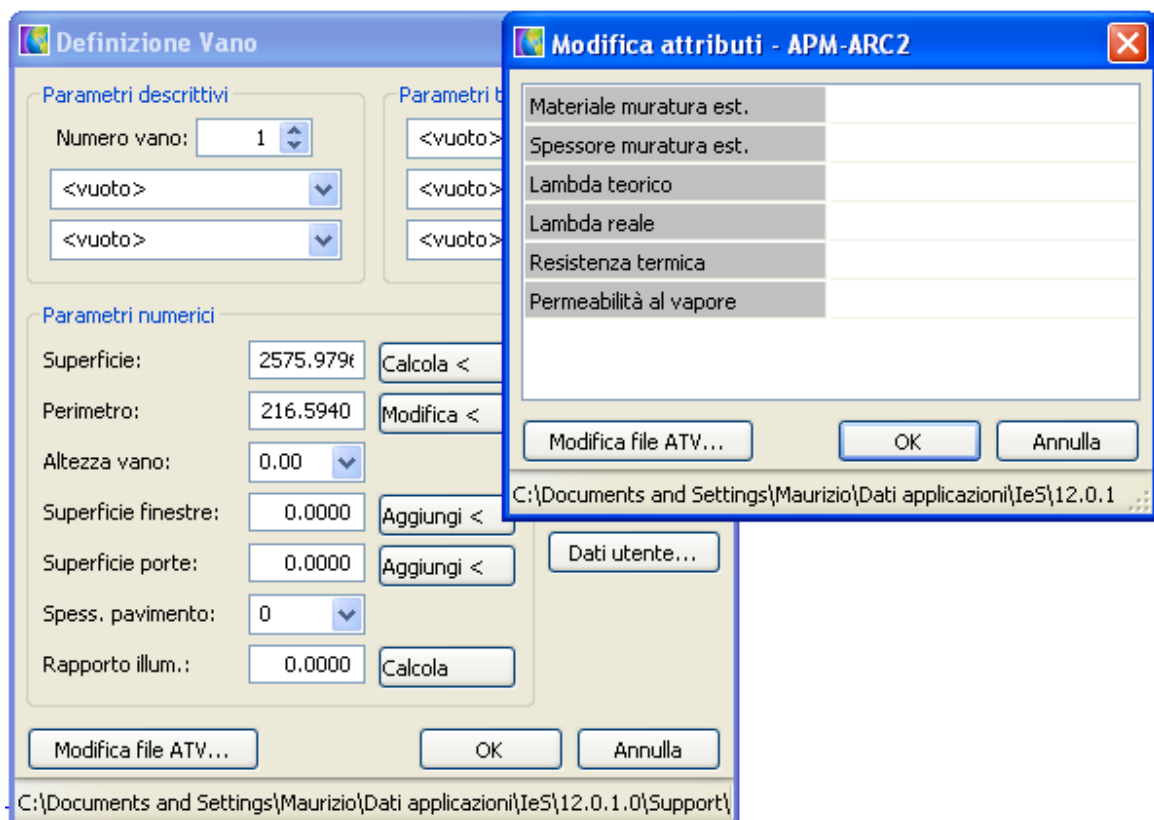 Definizione Vano
Parametri descrittivi
Numero vano: 1
<vuoto>
<vuoto>
Parametri t
<vuoto>
<vuoto>
<vuoto>
Parametri numerici
Superficie: 2575.979 Calcola <
Perimetro: 216.5940 Modifica <
Altezza vano: 0.00
Superficie finestre: 0.0000 Aggiungi <
Superficie porte: 0.0000 Aggiungi <
Spess. pavimento: 0
Rapporto illum.: 0.0000 Calcola
Dati utente...
Modifica file ATV... OK Annulla
C:\Documents and Settings\Maurizio\Dati applicazioni\IeS\12.0.1.0\Support\
Modifica attributi - APM-ARC2
Materiale muratura est.
Spessore muratura est.
Lambda teorico
Lambda reale
Resistenza termica
Permeabilità al vapore
Modifica file ATV... OK Annulla
C:\Documents and Settings\Maurizio\Dati applicazioni\IeS\12.0.1